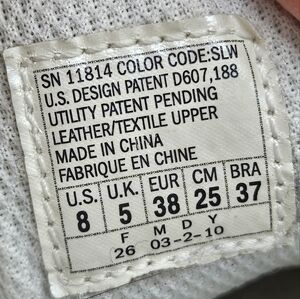 SN 11814 COLOR CODE:SLW
U.S. DESIGN PATENT D607,188
UTILITY PATENT PENDING
LEATHER/TEXTILE UPPER
MADE IN CHINA
FABRIQUE EN CHINE
U.S. U.K. EUR CM BRA
8 5 38 25 37
F M D Y
26 03-2-10